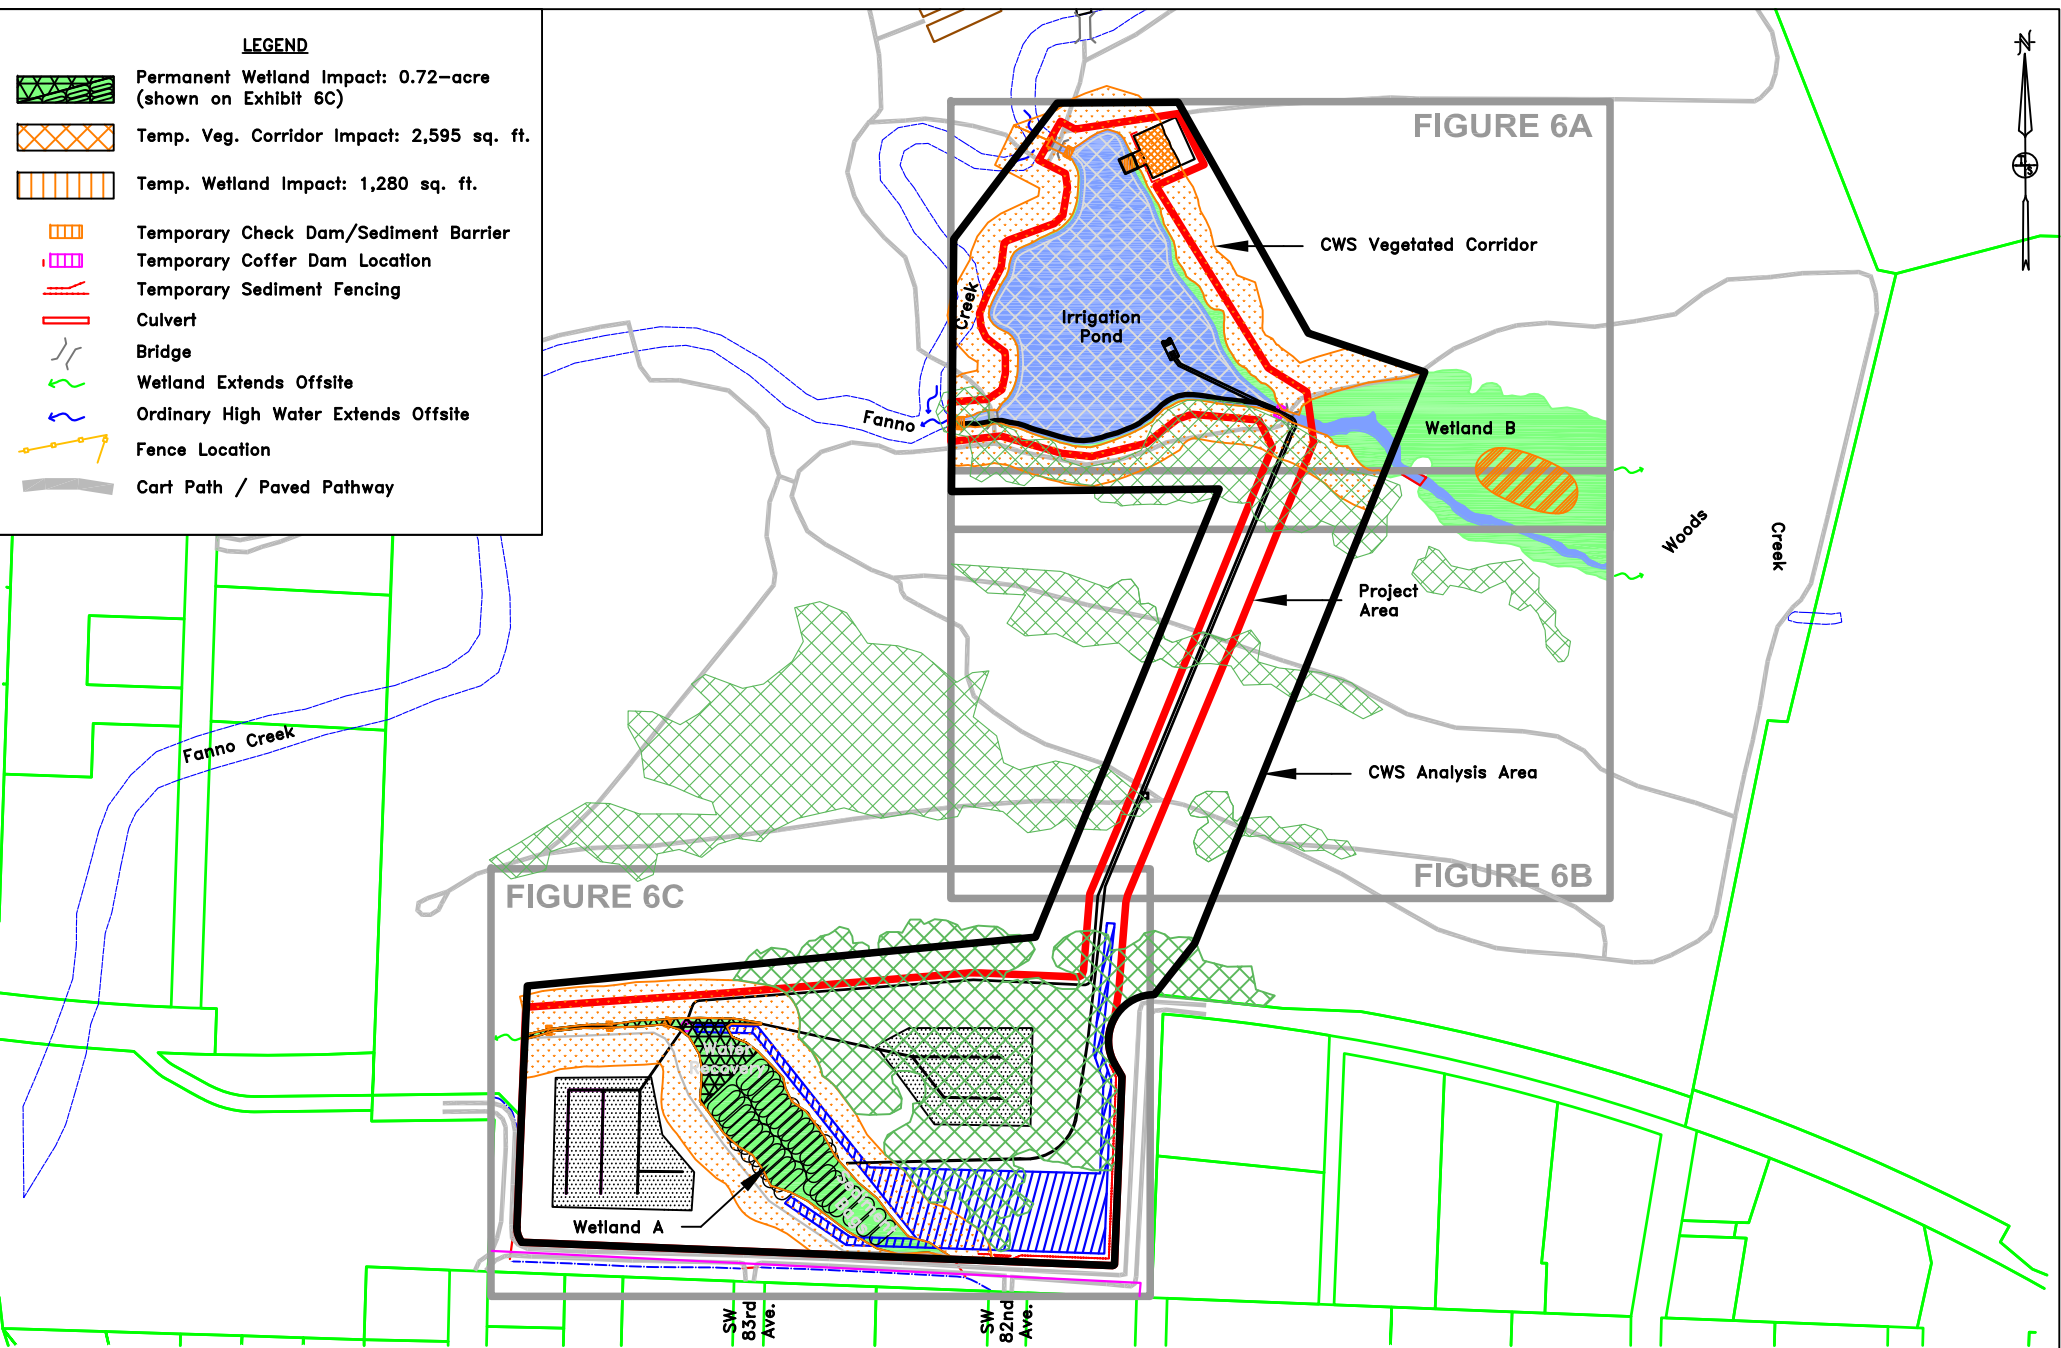 LEGEND
Permanent Wetland Impact: 0.72-acre
(shown on Exhibit 6C)
Temp. Veg. Corridor Impact: 2,595 sq. ft.
Temp. Wetland Impact: 1,280 sq. ft.
Temporary Check Dam/Sediment Barrier
Temporary Coffer Dam Location
Temporary Sediment Fencing
Culvert
Bridge
Wetland Extends Offsite
Ordinary High Water Extends Offsite
Fence Location
Cart Path / Paved Pathway
N
FIGURE 6A
CWS Vegetated Corridor
Creek
Irrigation
Pond
Fanno
Wetland B
Woods
Creek
Project
Area
Fanno Creek
CWS Analysis Area
FIGURE 6B
FIGURE 6C
Wetland A
SW
83rd
Ave.
SW
82nd
Ave.